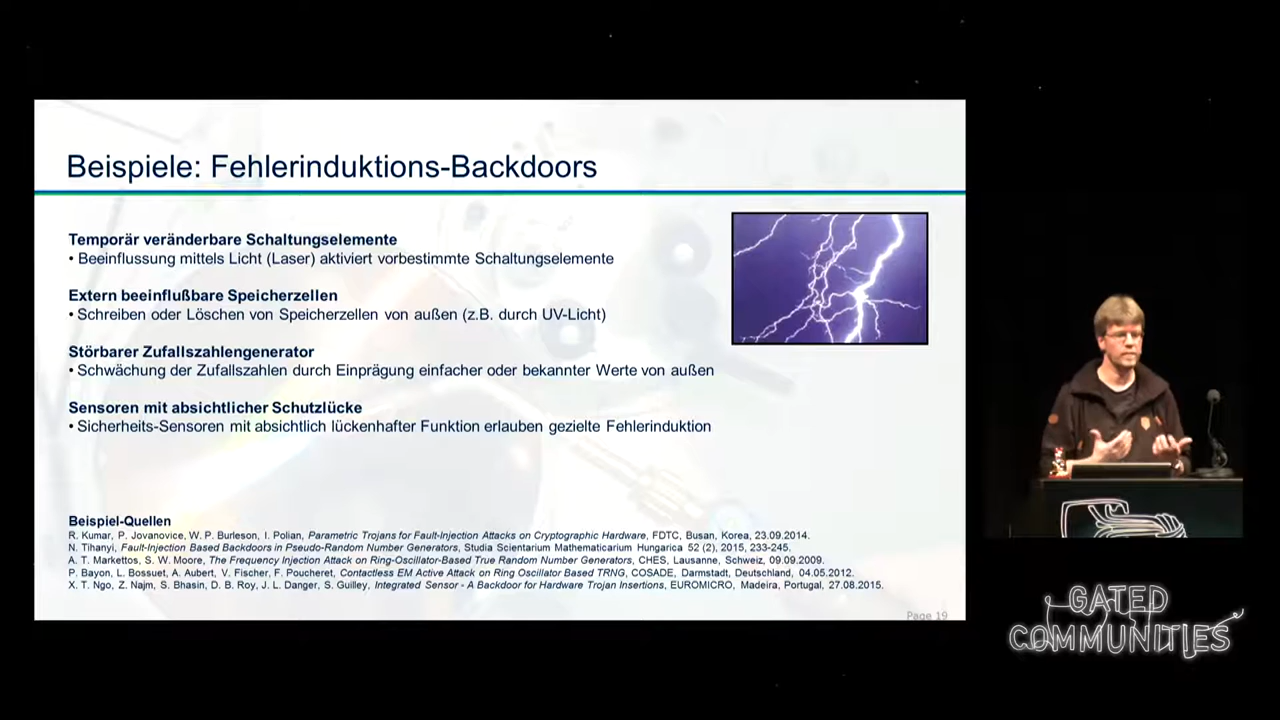 Beispiele: Fehlerinduktions-Backdoors
Temporär veränderbare Schaltungselemente
• Beeinflussung mittels Licht (Laser) aktiviert vorbestimmte Schaltungselemente
Extern beeinflußbare Speicherzellen
• Schreiben oder Löschen von Speicherzellen von außen (z.B. durch UV-Licht)
Störbarer Zufallszahlengenerator
• Schwächung der Zufallszahlen durch Einprägung einfacher oder bekannter Werte von außen
Sensoren mit absichtlicher Schutzlücke
• Sicherheits-Sensoren mit absichtlich lückenhafter Funktion erlauben gezielte Fehlerinduktion
Beispiel-Quellen
R. Kumar, P. Jovanovice, W. P. Burleson, I. Polian, Parametric Trojans for Fault-Injection Attacks on Cryptographic Hardware, FDTC, Busan, Korea, 23.09.2014.
N. Tihanyi, Fault-Injection Based Backdoors in Pseudo-Random Number Generators, Studia Scientarium Mathematicarium Hungarica 52 (2), 2015, 233-245.
A. T. Markettos, S. W. Moore, The Frequency Injection Attack on Ring-Oscillator-Based True Random Number Generators, CHES, Lausanne, Schweiz, 09.09.2009.
P. Bayon, L. Bossuet, A. Aubert, V. Fischer, F. Poucheret, Contactless EM Active Attack on Ring Oscillator Based TRNG, COSADE, Darmstadt, Deutschland, 04.05.2012.
X. T. Ngo, Z. Najm, S. Bhasin, D. B. Roy, J. L. Danger, S. Guilley, Integrated Sensor - A Backdoor for Hardware Trojan Insertions, EUROMICRO, Madeira, Portugal, 27.08.2015.
Page 19
GATED
COMMUNITIES